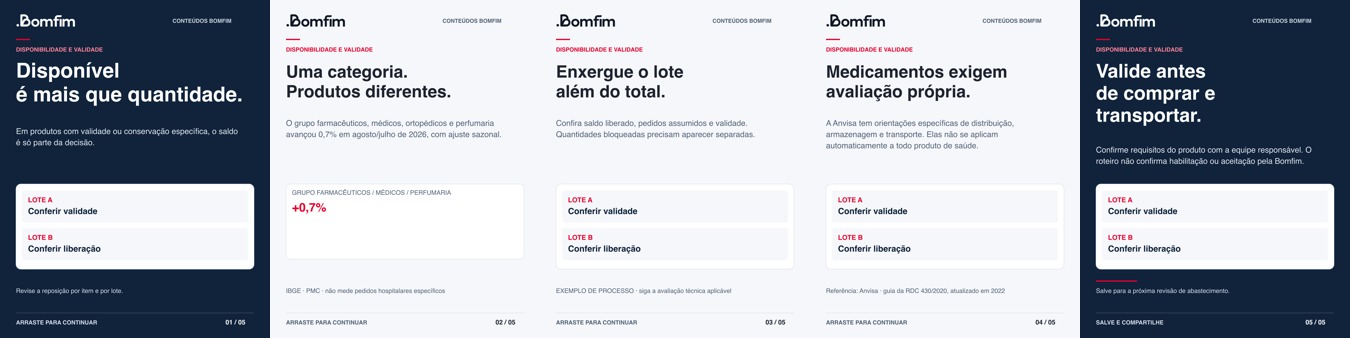 .Bomfim
CONTEÚDOS BOMFIM
DISPONIBILIDADE E VALIDADE
Disponível
é mais que quantidade.
Em produtos com validade ou conservação específica, o saldo
é só parte da decisão.
LOTE A
Conferir validade
LOTE B
Conferir liberação
Revise a reposição por item e por lote.
ARRASTE PARA CONTINUAR
01 / 05
.Bomfim
CONTEÚDOS BOMFIM
DISPONIBILIDADE E VALIDADE
Uma categoria.
Produtos diferentes.
O grupo farmacêuticos, médicos, ortopédicos e perfumaria
avançou 0,7% em agosto/julho de 2026, com ajuste sazonal.
GRUPO FARMACÊUTICOS / MÉDICOS / PERFUMARIA
+0,7%
IBGE · PMC · não mede pedidos hospitalares específicos
ARRASTE PARA CONTINUAR
02 / 05
.Bomfim
CONTEÚDOS BOMFIM
DISPONIBILIDADE E VALIDADE
Enxergue o lote
além do total.
Confira saldo liberado, pedidos assumidos e validade.
Quantidades bloqueadas precisam aparecer separadas.
LOTE A
Conferir validade
LOTE B
Conferir liberação
EXEMPLO DE PROCESSO · siga a avaliação técnica aplicável
ARRASTE PARA CONTINUAR
03 / 05
.Bomfim
CONTEÚDOS BOMFIM
DISPONIBILIDADE E VALIDADE
Medicamentos exigem
avaliação própria.
A Anvisa tem orientações específicas de distribuição,
armazenagem e transporte. Elas não se aplicam
automaticamente a todo produto de saúde.
LOTE A
Conferir validade
LOTE B
Conferir liberação
Referência: Anvisa · guia da RDC 430/2020, atualizado em 2022
ARRASTE PARA CONTINUAR
04 / 05
.Bomfim
CONTEÚDOS BOMFIM
DISPONIBILIDADE E VALIDADE
Valide antes
de comprar e
transportar.
Confirme requisitos do produto com a equipe responsável. O
roteiro não confirma habilitação ou aceitação pela Bomfim.
LOTE A
Conferir validade
LOTE B
Conferir liberação
Salve para a próxima revisão de abastecimento.
SALVE E COMPARTILHE
05 / 05